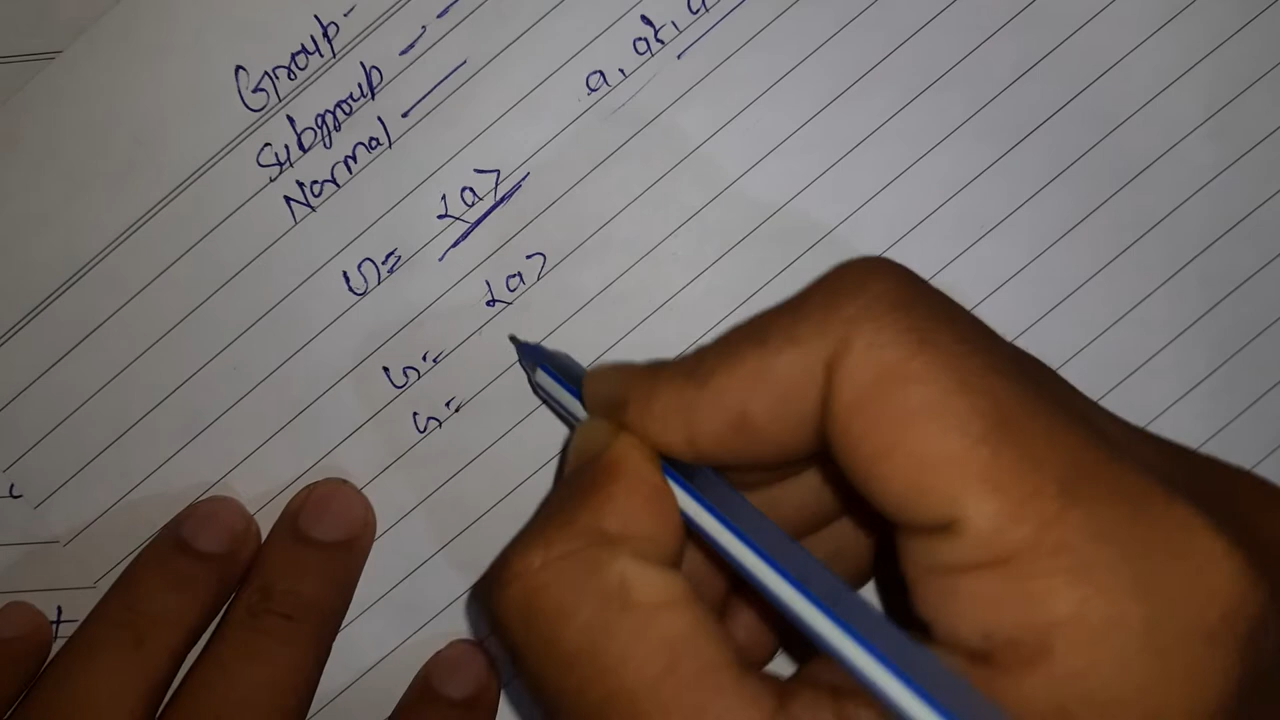 Group-
Subgroup - -
Normal -
a, a², a
G = <a>
G = <a>
G =